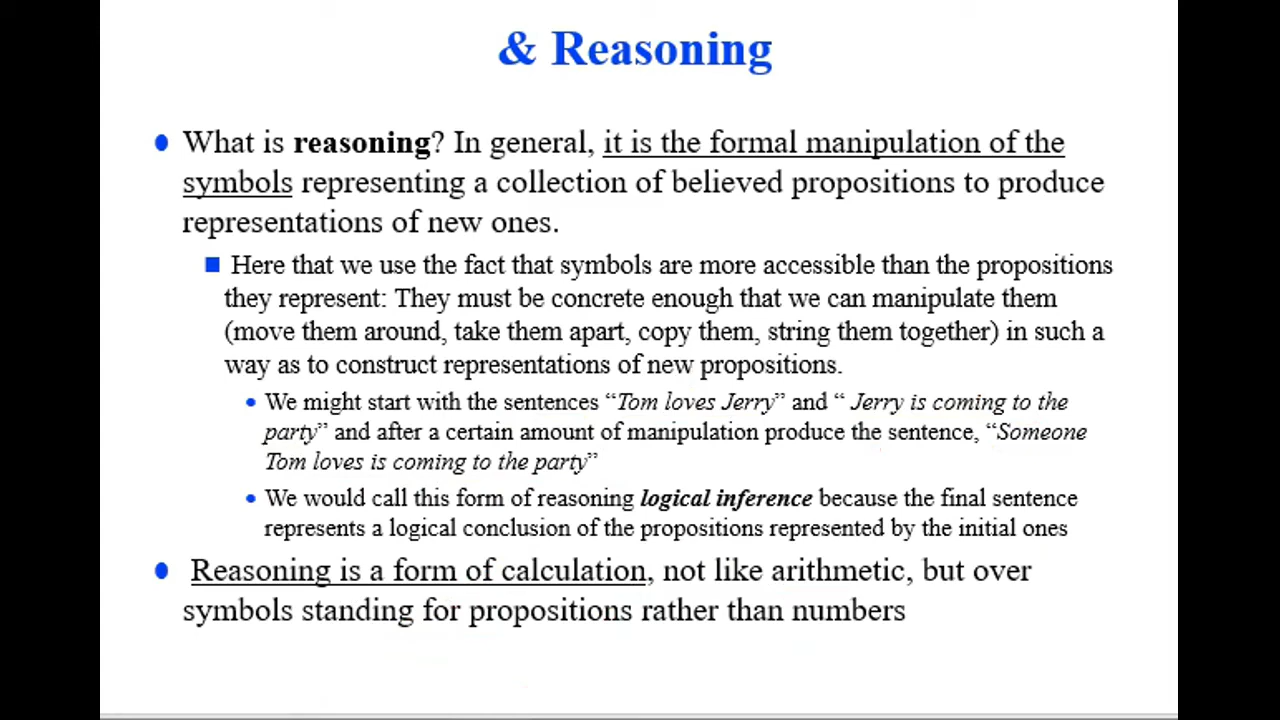 & Reasoning
What is reasoning? In general, it is the formal manipulation of the
symbols representing a collection of believed propositions to produce
representations of new ones.
Here that we use the fact that symbols are more accessible than the propositions
they represent: They must be concrete enough that we can manipulate them
(move them around, take them apart, copy them, string them together) in such a
way as to construct representations of new propositions.
We might start with the sentences “Tom loves Jerry” and “ Jerry is coming to the
party” and after a certain amount of manipulation produce the sentence, “Someone
Tom loves is coming to the party”
We would call this form of reasoning logical inference because the final sentence
represents a logical conclusion of the propositions represented by the initial ones
Reasoning is a form of calculation, not like arithmetic, but over
symbols standing for propositions rather than numbers